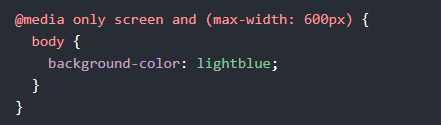 @media only screen and (max-width: 600px) {
  body {
    background-color: lightblue;
  }
}